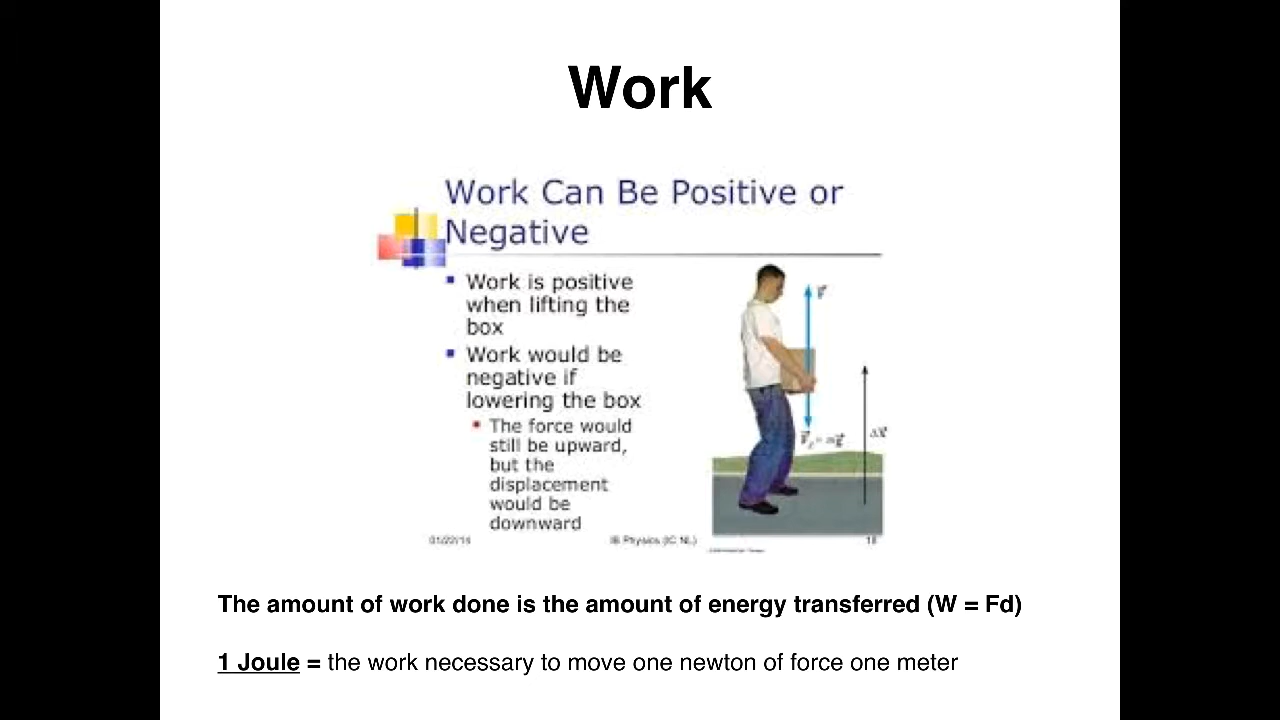 Work
Work Can Be Positive or
Negative
Work is positive
when lifting the
box
Work would be
negative if
lowering the box
The force would
still be upward,
but the
displacement
would be
downward
F
Δx
IB Physics (IC NL)
The amount of work done is the amount of energy transferred (W = Fd)
1 Joule = the work necessary to move one newton of force one meter